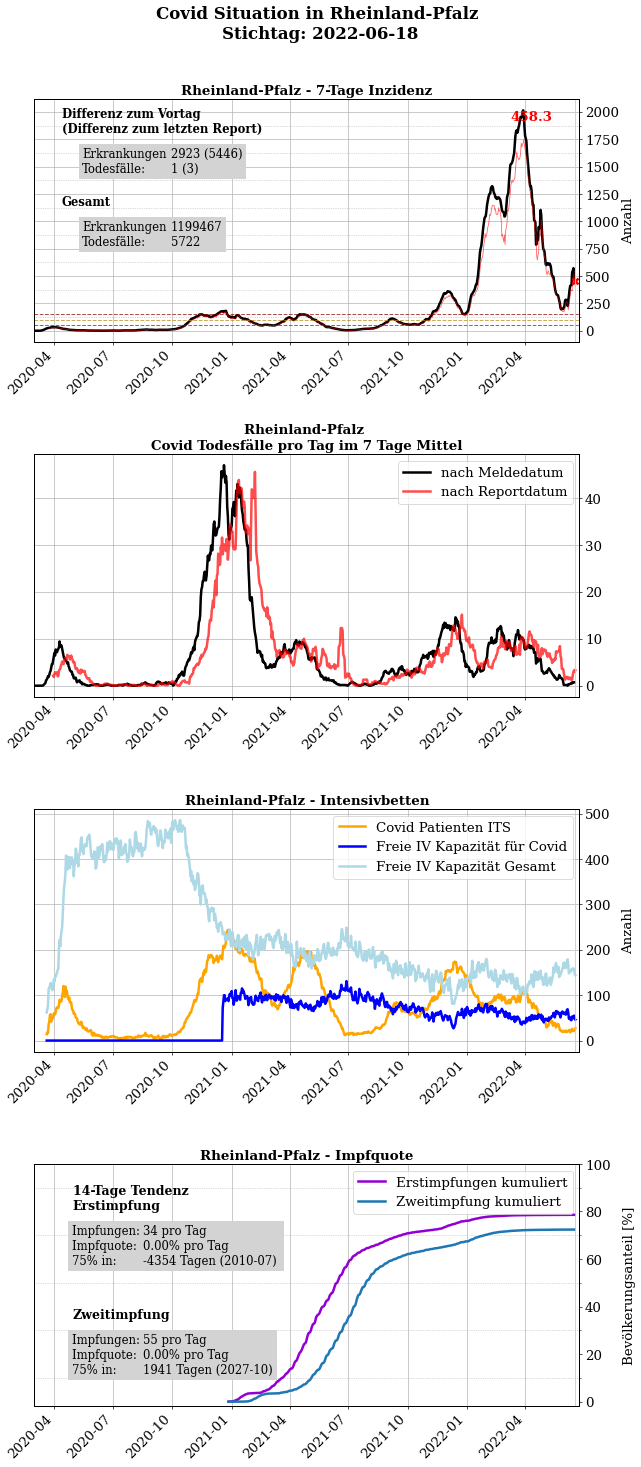 Covid Situation in Rheinland-Pfalz
Stichtag: 2022-06-18
Rheinland-Pfalz - 7-Tage Inzidenz
Differenz zum Vortag
(Differenz zum letzten Report)
Erkrankungen 2923 (5446)
Todesfälle: 1 (3)
Gesamt
Erkrankungen 1199467
Todesfälle: 5722
458.3
2000
1750
1500
1250
1000
750
500
250
0
Anzahl
2020-04
2020-07
2020-10
2021-01
2021-04
2021-07
2021-10
2022-01
2022-04
Rheinland-Pfalz
Covid Todesfälle pro Tag im 7 Tage Mittel
nach Meldedatum
nach Reportdatum
40
30
20
10
0
2020-04
2020-07
2020-10
2021-01
2021-04
2021-07
2021-10
2022-01
2022-04
Rheinland-Pfalz - Intensivbetten
Covid Patienten ITS
Freie IV Kapazität für Covid
Freie IV Kapazität Gesamt
500
400
300
200
100
0
Anzahl
2020-04
2020-07
2020-10
2021-01
2021-04
2021-07
2021-10
2022-01
2022-04
Rheinland-Pfalz - Impfquote
14-Tage Tendenz
Erstimpfung
Impfungen: 34 pro Tag
Impfquote: 0.00% pro Tag
75% in: -4354 Tagen (2010-07)
Zweitimpfung
Impfungen: 55 pro Tag
Impfquote: 0.00% pro Tag
75% in: 1941 Tagen (2027-10)
Erstimpfungen kumuliert
Zweitimpfung kumuliert
100
80
60
40
20
0
Bevölkerungsanteil [%]
2020-04
2020-07
2020-10
2021-01
2021-04
2021-07
2021-10
2022-01
2022-04